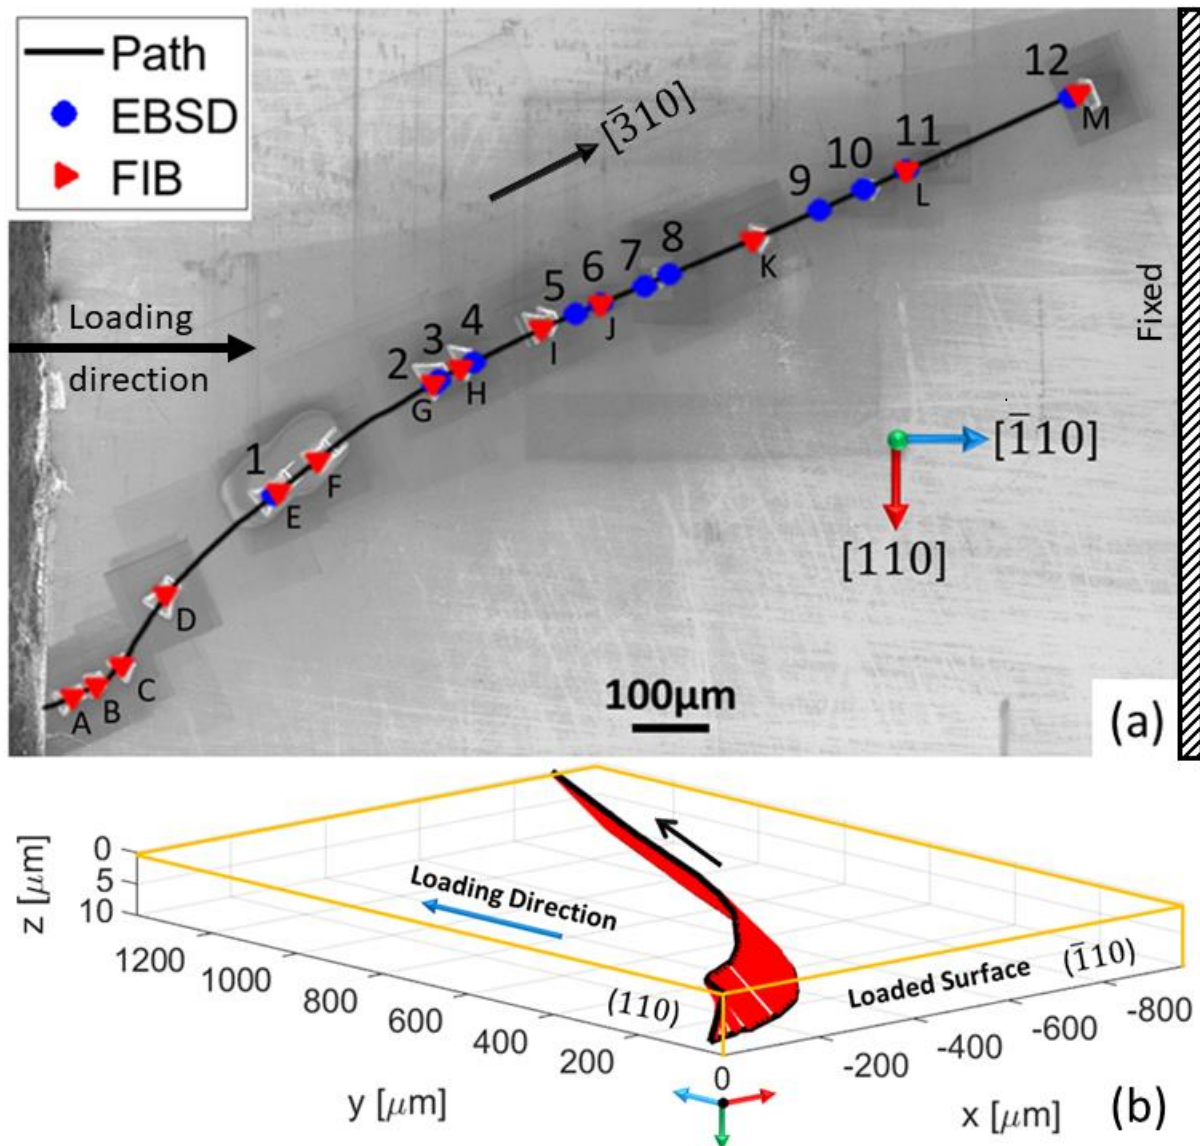 Path
EBSD
FIB
[3̅10]
12
M
11
10
L
9
8
K
7
6
5
J
I
4
3
2
H
G
Loading
direction
Fixed
[1̅10]
[110]
1
F
E
D
C
B
A
100µm
(a)
z [µm]
0
5
10
Loading Direction
1200
1000
800
600
400
200
0
(110)
Loaded Surface (1̅10)
-800
-600
-400
-200
y [µm]
x [µm]
(b)